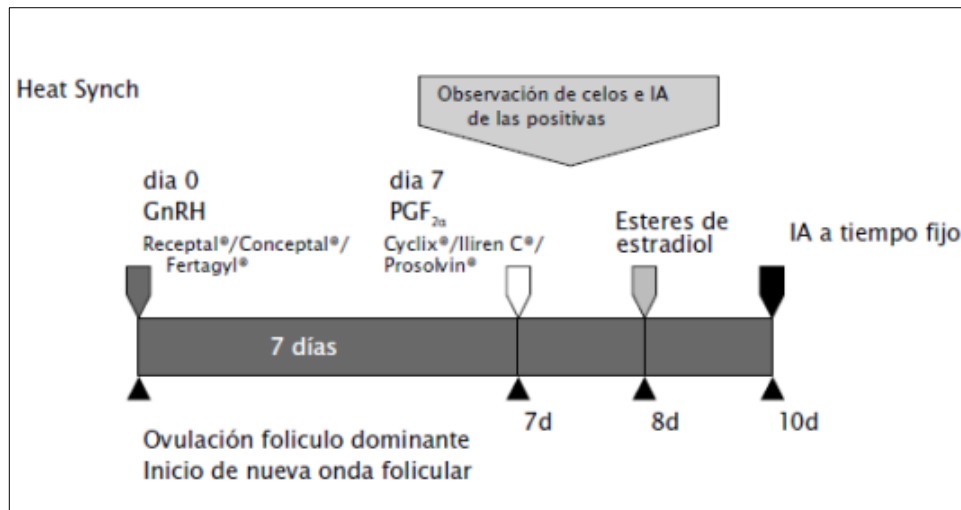 Heat Synch
Observación de celos e IA
de las positivas
dia 0
GnRH
Receptal®/Conceptal®/
Fertagyl®
dia 7
PGF2α
Cyclix®/Iliren C®/
Prosolvin®
Esteres de
estradiol
IA a tiempo fijo
7 días
7d
8d
10d
Ovulación foliculo dominante
Inicio de nueva onda folicular